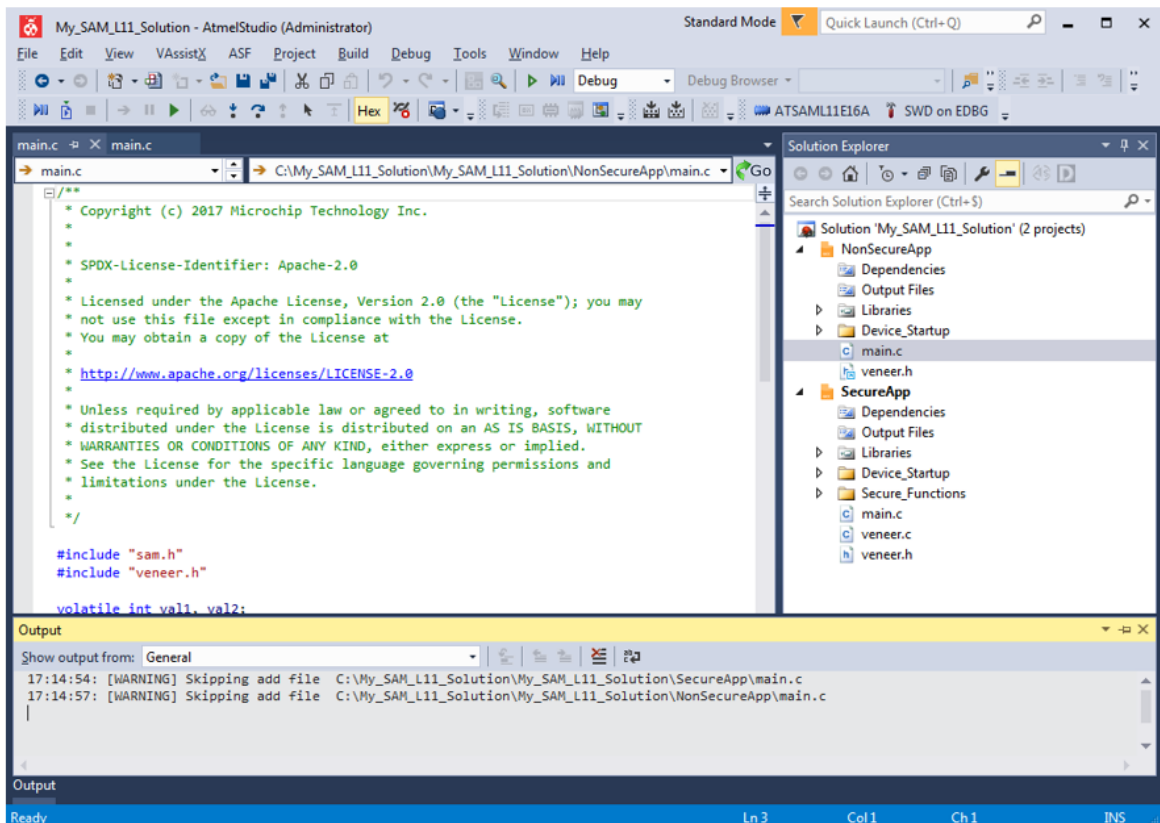 My_SAM_L11_Solution - AtmelStudio (Administrator)
Standard Mode
Quick Launch (Ctrl+Q)
File Edit View VAssistX ASF Project Build Debug Tools Window Help
Debug
Debug Browser
Hex
ATSAML11E16A
SWD on EDBG
main.c
main.c
main.c
C:\My_SAM_L11_Solution\My_SAM_L11_Solution\NonSecureApp\main.c
Go
/**
* Copyright (c) 2017 Microchip Technology Inc.
*
*
* SPDX-License-Identifier: Apache-2.0
*
* Licensed under the Apache License, Version 2.0 (the "License"); you may
* not use this file except in compliance with the License.
* You may obtain a copy of the License at
*
* http://www.apache.org/licenses/LICENSE-2.0
*
* Unless required by applicable law or agreed to in writing, software
* distributed under the License is distributed on an AS IS BASIS, WITHOUT
* WARRANTIES OR CONDITIONS OF ANY KIND, either express or implied.
* See the License for the specific language governing permissions and
* limitations under the License.
*
*/
#include "sam.h"
#include "veneer.h"
volatile int val1, val2;
Solution Explorer
Search Solution Explorer (Ctrl+$)
Solution 'My_SAM_L11_Solution' (2 projects)
NonSecureApp
Dependencies
Output Files
Libraries
Device_Startup
main.c
veneer.h
SecureApp
Dependencies
Output Files
Libraries
Device_Startup
Secure_Functions
main.c
veneer.c
veneer.h
Output
Show output from: General
17:14:54: [WARNING] Skipping add file C:\My_SAM_L11_Solution\My_SAM_L11_Solution\SecureApp\main.c
17:14:57: [WARNING] Skipping add file C:\My_SAM_L11_Solution\My_SAM_L11_Solution\NonSecureApp\main.c
Output
Ready
Ln 3
Col 1
Ch 1
INS